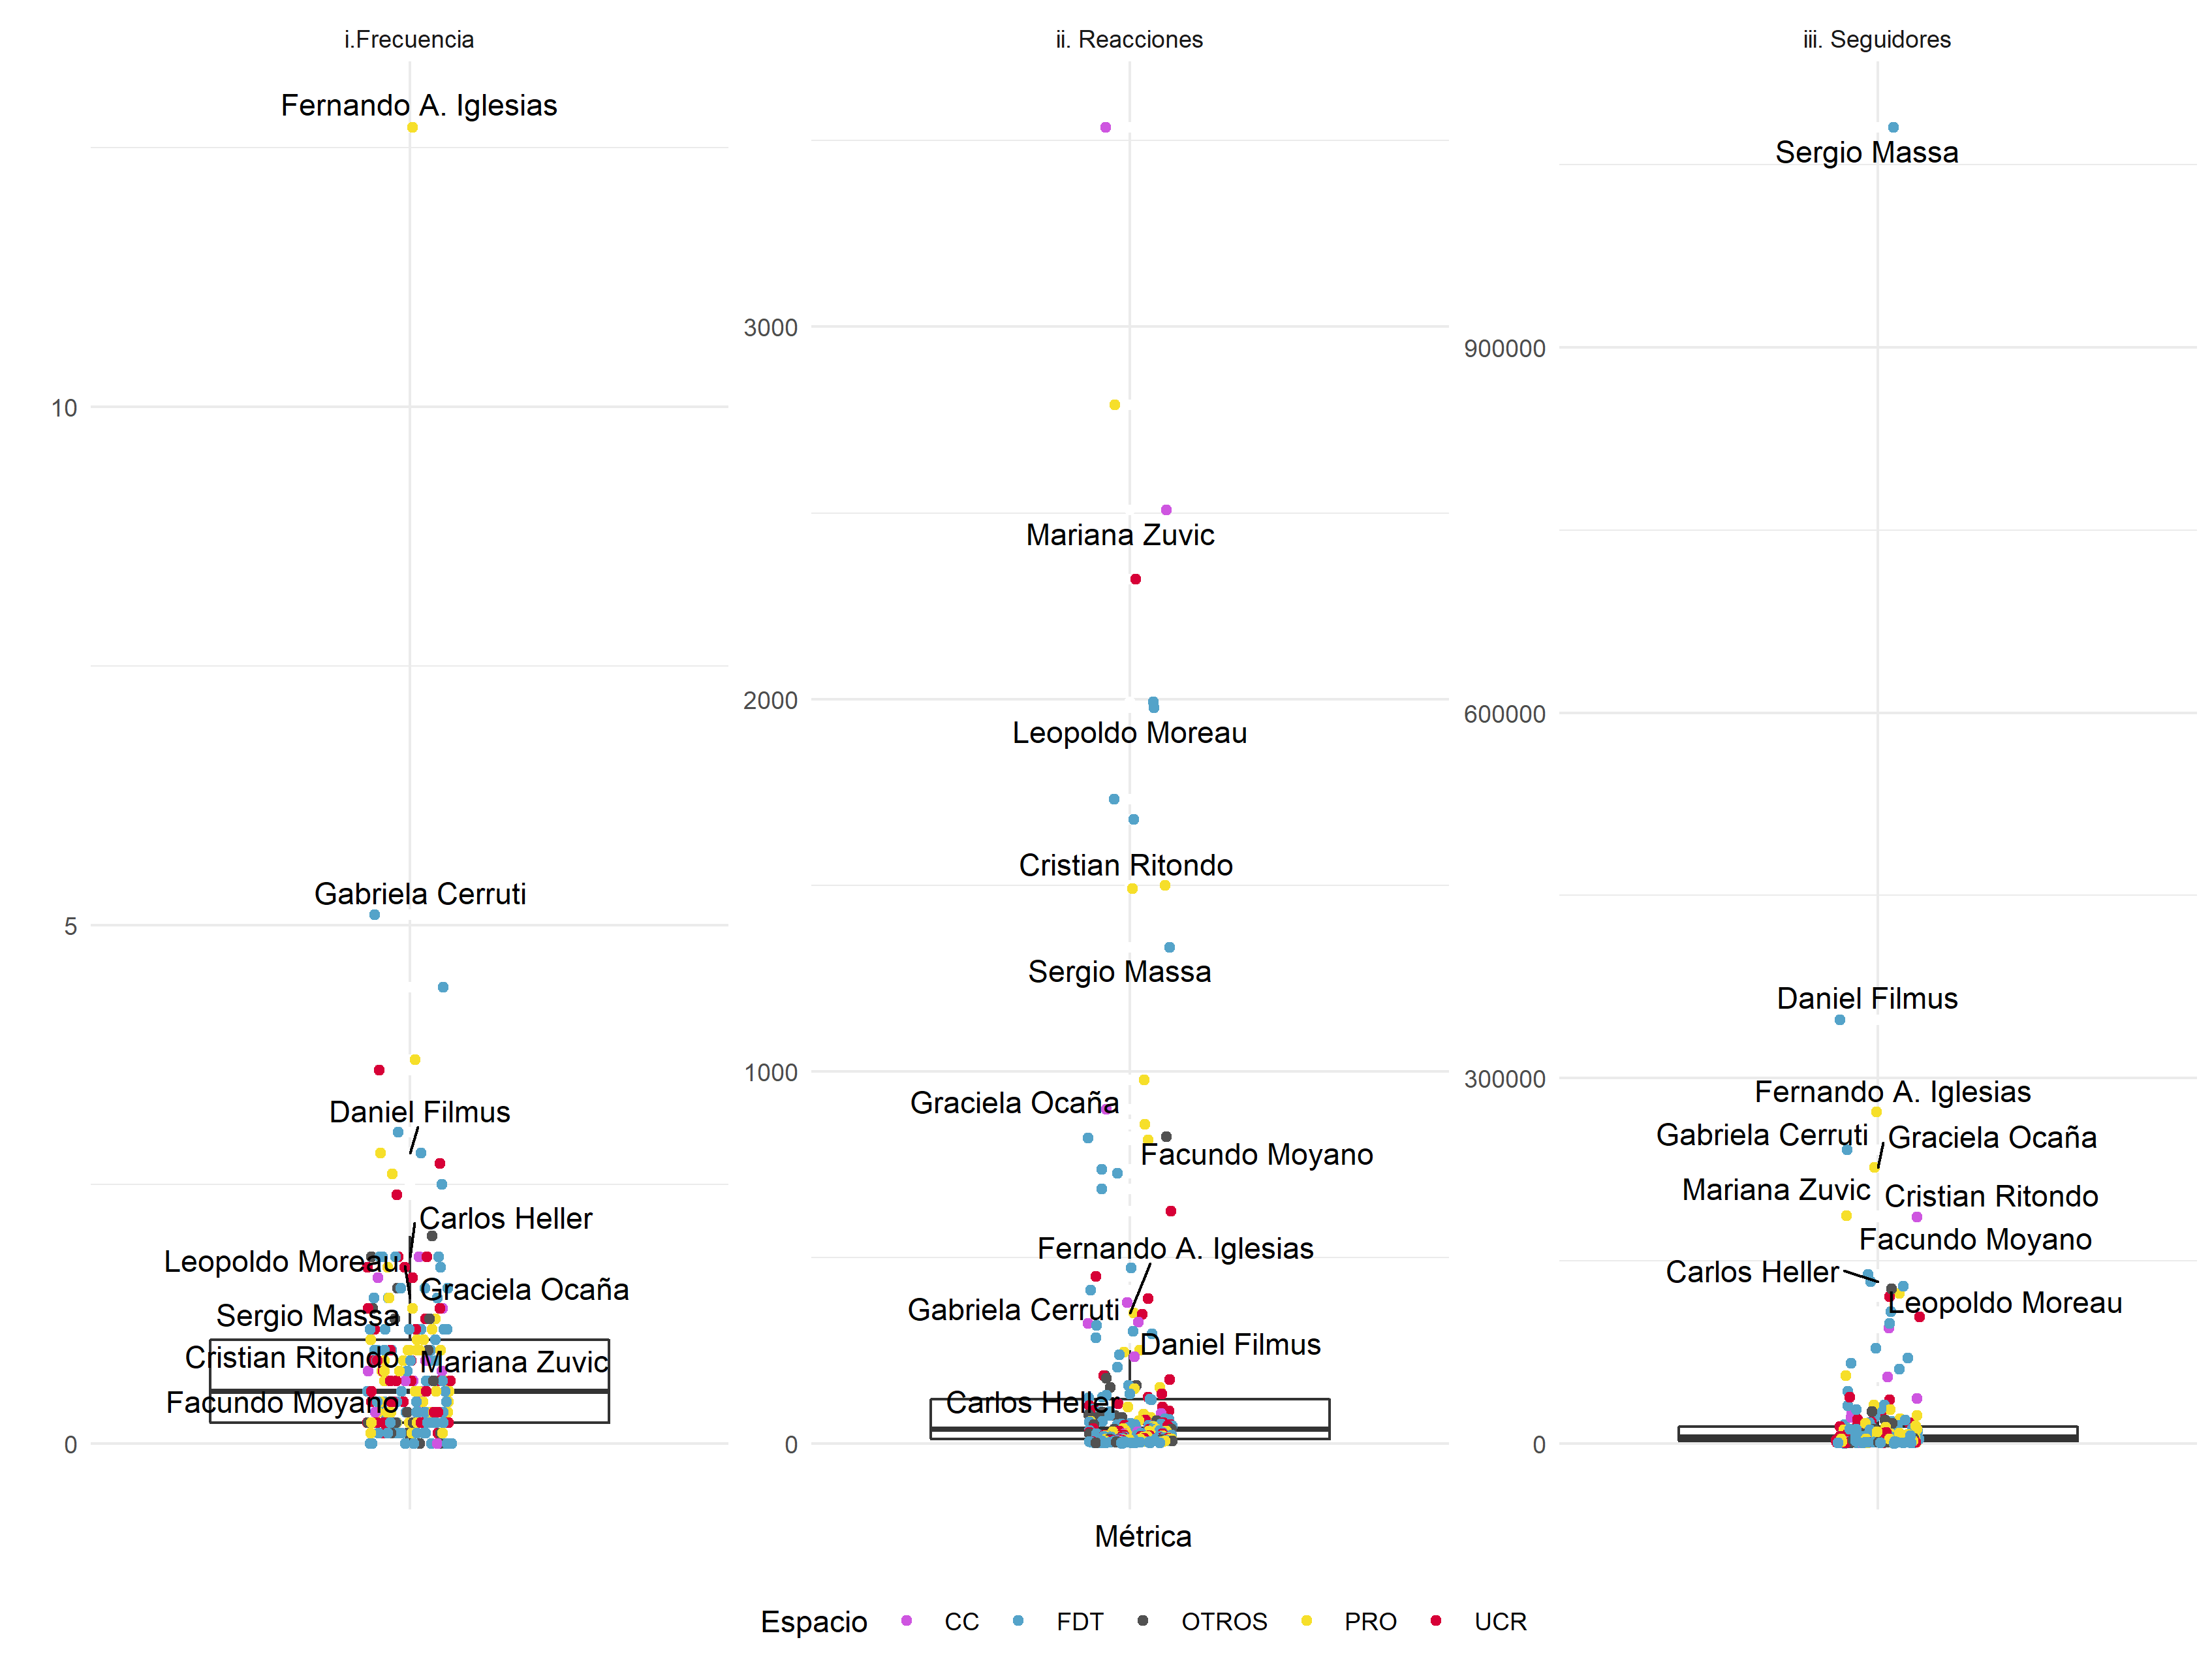 i.Frecuencia
ii. Reacciones
iii. Seguidores
Fernando A. Iglesias
10
Gabriela Cerruti
5
Daniel Filmus
Carlos Heller
Leopoldo Moreau
Graciela Ocaña
Sergio Massa
Cristian Ritondo
Mariana Zuvic
Facundo Moyano
0
3000
Mariana Zuvic
2000
Leopoldo Moreau
Cristian Ritondo
Sergio Massa
1000
Graciela Ocaña
Facundo Moyano
Fernando A. Iglesias
Gabriela Cerruti
Daniel Filmus
Carlos Heller
0
Sergio Massa
900000
600000
Daniel Filmus
300000
Fernando A. Iglesias
Gabriela Cerruti
Graciela Ocaña
Mariana Zuvic
Cristian Ritondo
Facundo Moyano
Carlos Heller
Leopoldo Moreau
0
Métrica
Espacio CC FDT OTROS PRO UCR